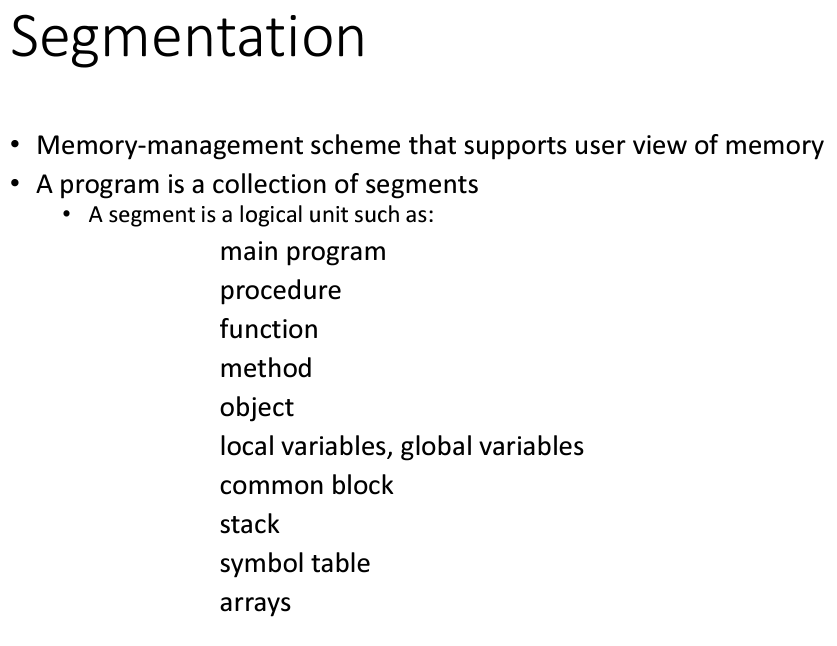 Segmentation
• Memory-management scheme that supports user view of memory
• A program is a collection of segments
• A segment is a logical unit such as:
main program
procedure
function
method
object
local variables, global variables
common block
stack
symbol table
arrays